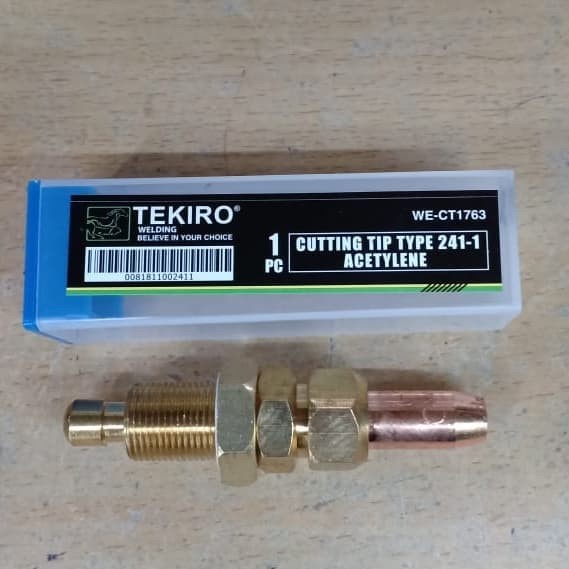 TEKIRO®
WELDING
BELIEVE IN YOUR CHOICE
0081811002411
WE-CT1763
1
PC
CUTTING TIP TYPE 241-1
ACETYLENE